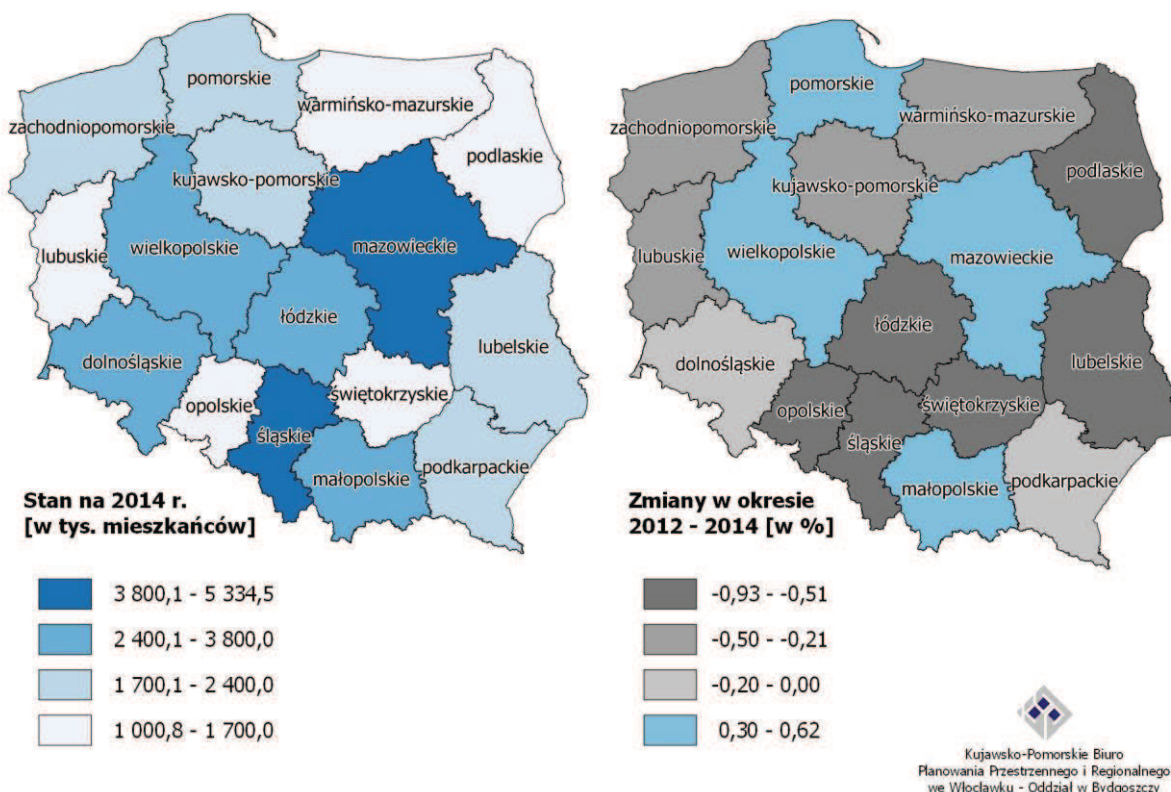 pomorskie
warmińsko-mazurskie
zachodniopomorskie
podlaskie
kujawsko-pomorskie
mazowieckie
wielkopolskie
lubuskie
łódzkie
dolnośląskie
lubelskie
opolskie
świętokrzyskie
śląskie
podkarpackie
małopolskie
Stan na 2014 r.
[w tys. mieszkańców]
3 800,1 - 5 334,5
2 400,1 - 3 800,0
1 700,1 - 2 400,0
1 000,8 - 1 700,0
pomorskie
warmińsko-mazurskie
zachodniopomorskie
podlaskie
kujawsko-pomorskie
wielkopolskie
mazowieckie
lubuskie
łódzkie
dolnośląskie
lubelskie
opolskie
świętokrzyskie
śląskie
podkarpackie
małopolskie
Zmiany w okresie
2012 - 2014 [w %]
-0,93 - -0,51
-0,50 - -0,21
-0,20 - 0,00
0,30 - 0,62
Kujawsko-Pomorskie Biuro
Planowania Przestrzennego i Regionalnego
we Włocławku - Oddział w Bydgoszczy